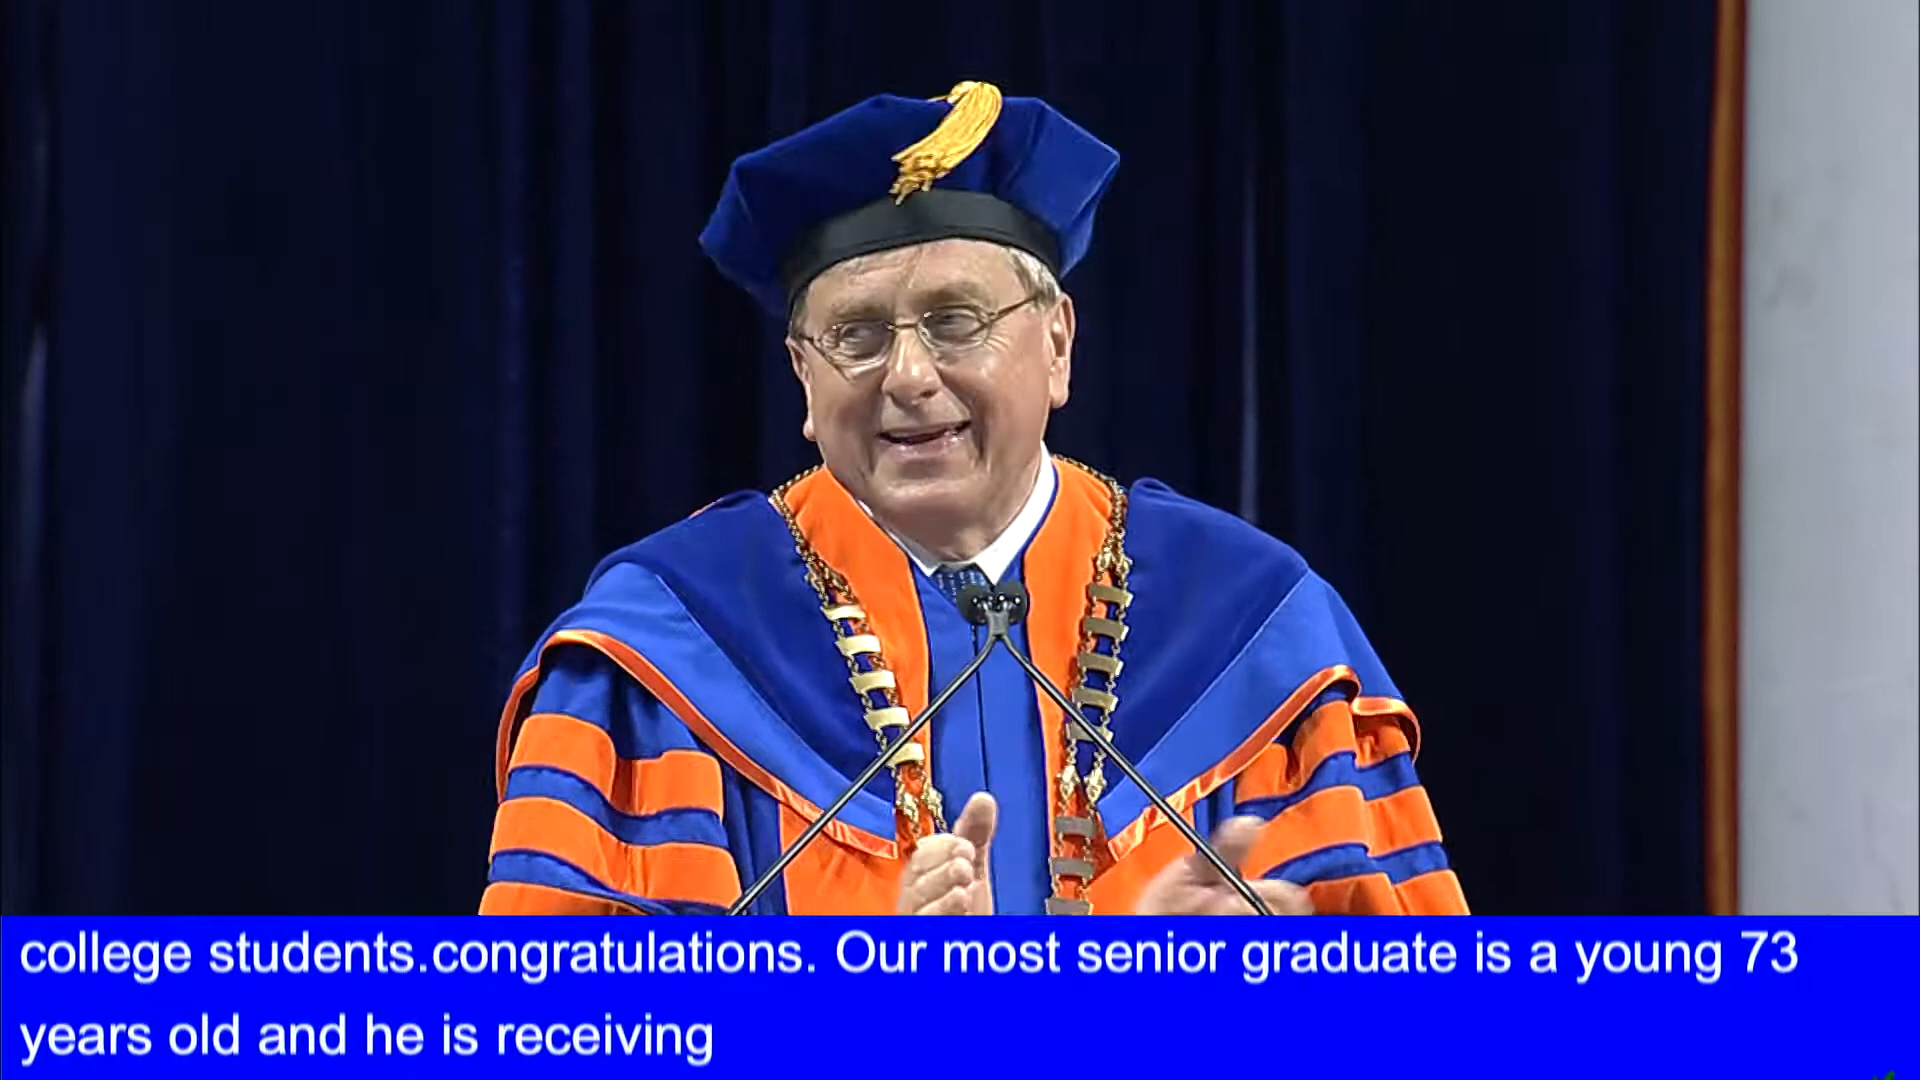 college students.congratulations. Our most senior graduate is a young 73
years old and he is receiving